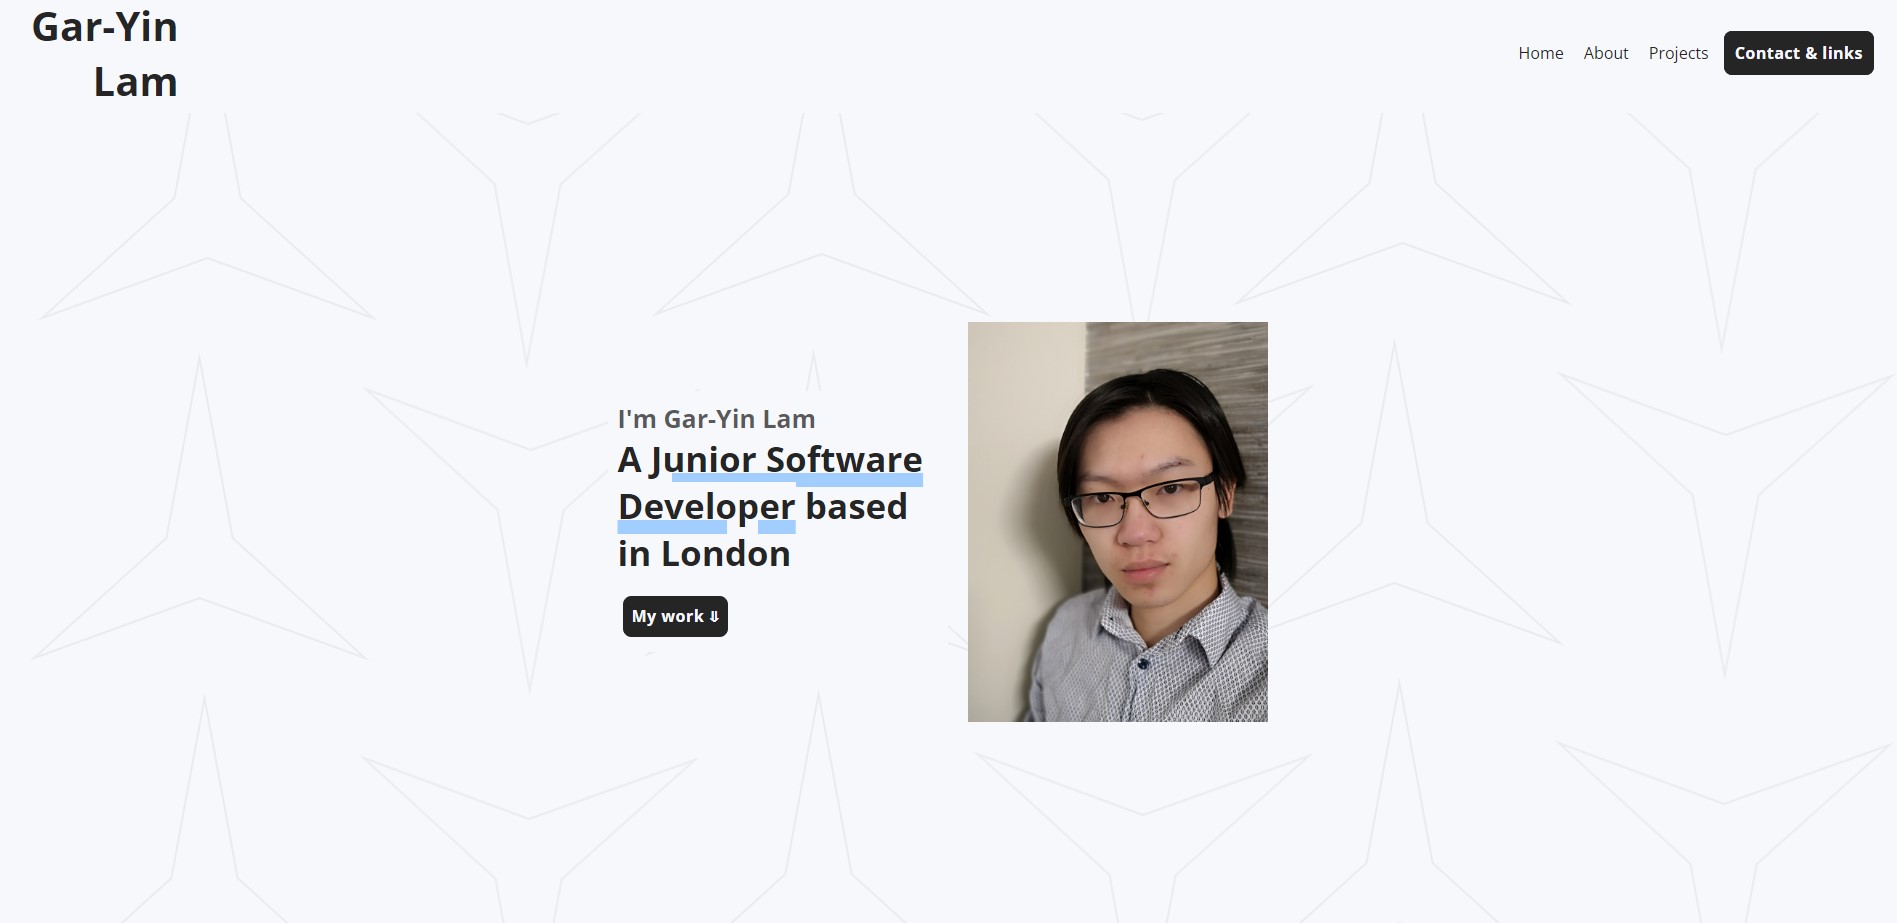 Gar-Yin
Lam
Home About Projects Contact & links
I'm Gar-Yin Lam
A Junior Software
Developer based
in London
My work ⇓